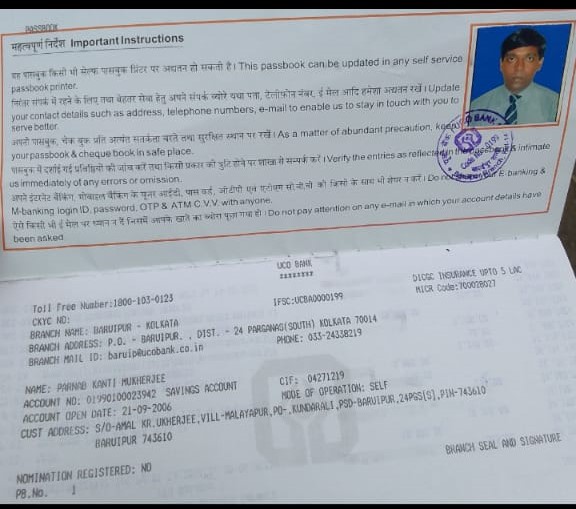 PASSBOOK
महत्वपूर्ण निर्देश Important Instructions
यह पासबुक किसी भी सेल्फ पासबुक प्रिंटर पर अद्यतन हो सकती है। This passbook can be updated in any self service
passbook printer.
संपर्क में रहने के लिए तथा बेहतर सेवा हेतु अपने संपर्क ब्योरे यथा पता, टेलीफोन नंबर, ई मेल आदि हमेशा अद्यतन रखें। Update
your contact details such as address, telephone numbers, e-mail to enable us to stay in touch with you to
serve better.
अपनी पासबुक, चेक बुक प्रति अत्यंत सतर्कता बरतें तथा सुरक्षित स्थान पर रखें। As a matter of abundant precaution, keep
your passbook & cheque book in safe place.
पासबुक में दर्शाई गई प्रविष्टियों की जांच करें तथा किसी प्रकार की त्रुटि होने पर शाखा से सम्पर्क करें। Verify the entries as reflected in the & intimate
us immediately of any errors or omission.
अपने इंटरनेट बैंकिंग, मोबाइल बैंकिंग के यूजर आईडी, पास वर्ड, ओटीपी एवं एटीएम सी.वी.वी को किसी के साथ भी शेयर न करें। Do E banking &
M-banking login ID, password, OTP & ATM C.V.V. with anyone.
ऐसे किसी भी ई मेल पर ध्यान न दें जिसमें आपके खाते का ब्योरा पूछा गया हो। Do not pay attention on any e-mail in which your account details have
been asked.
BANK
UCO BANK
********
Toll Free Number:1800-103-0123
DICGC INSURANCE UPTO 5 LAC
CKYC NO:
IFSC:UCBA0000199
MICR Code:700028027
BRANCH NAME: BARUIPUR - KOLKATA
BRANCH ADDRESS: P.O. - BARUIPUR. , DIST. - 24 PARGANAS(SOUTH) KOLKATA 70014
BRANCH MAIL ID: baruip@ucobank.co.in
PHONE: 033-24338219
NAME: PARNAB KANTI MUKHERJEE
CIF: 04271219
ACCOUNT NO: 01990100023942 SAVINGS ACCOUNT
MODE OF OPERATION: SELF
ACCOUNT OPEN DATE: 21-09-2006
CUST ADDRESS: S/O-AMAL KR.UKHERJEE,VILL-MALAYAPUR,PO-,KUNDARALI,PSD-BARUIPUR,24PGS[S],PIN-743610
BARUIPUR 743610
BRANCH SEAL AND SIGNATURE
NOMINATION REGISTERED: NO
PB.No. 1